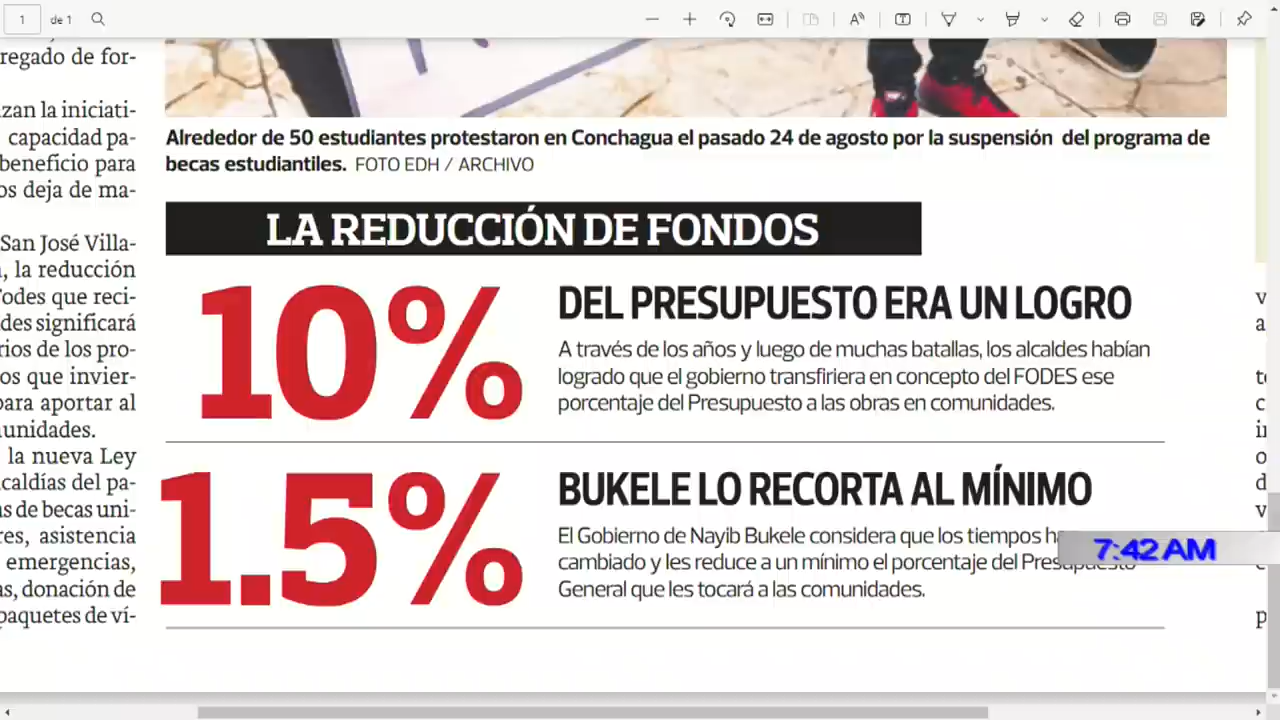 1 de 1
regado de for-
zan la iniciati-
capacidad pa-
beneficio para
os deja de ma-
San José Villa-
, la reducción
odes que reci-
des significará
rios de los pro-
os que invier-
para aportar al
unidades.
la nueva Ley
caldías del pa-
as de becas uni-
res, asistencia
emergencias,
as, donación de
paquetes de ví-
Alrededor de 50 estudiantes protestaron en Conchagua el pasado 24 de agosto por la suspensión del programa de
becas estudiantiles. FOTO EDH / ARCHIVO
LA REDUCCIÓN DE FONDOS
10%
DEL PRESUPUESTO ERA UN LOGRO
A través de los años y luego de muchas batallas, los alcaldes habían
logrado que el gobierno transfiriera en concepto del FODES ese
porcentaje del Presupuesto a las obras en comunidades.
1.5%
BUKELE LO RECORTA AL MÍNIMO
El Gobierno de Nayib Bukele considera que los tiempos
cambiado y les reduce a un mínimo el porcentaje del Presupuesto
General que les tocará a las comunidades.
7:42 AM